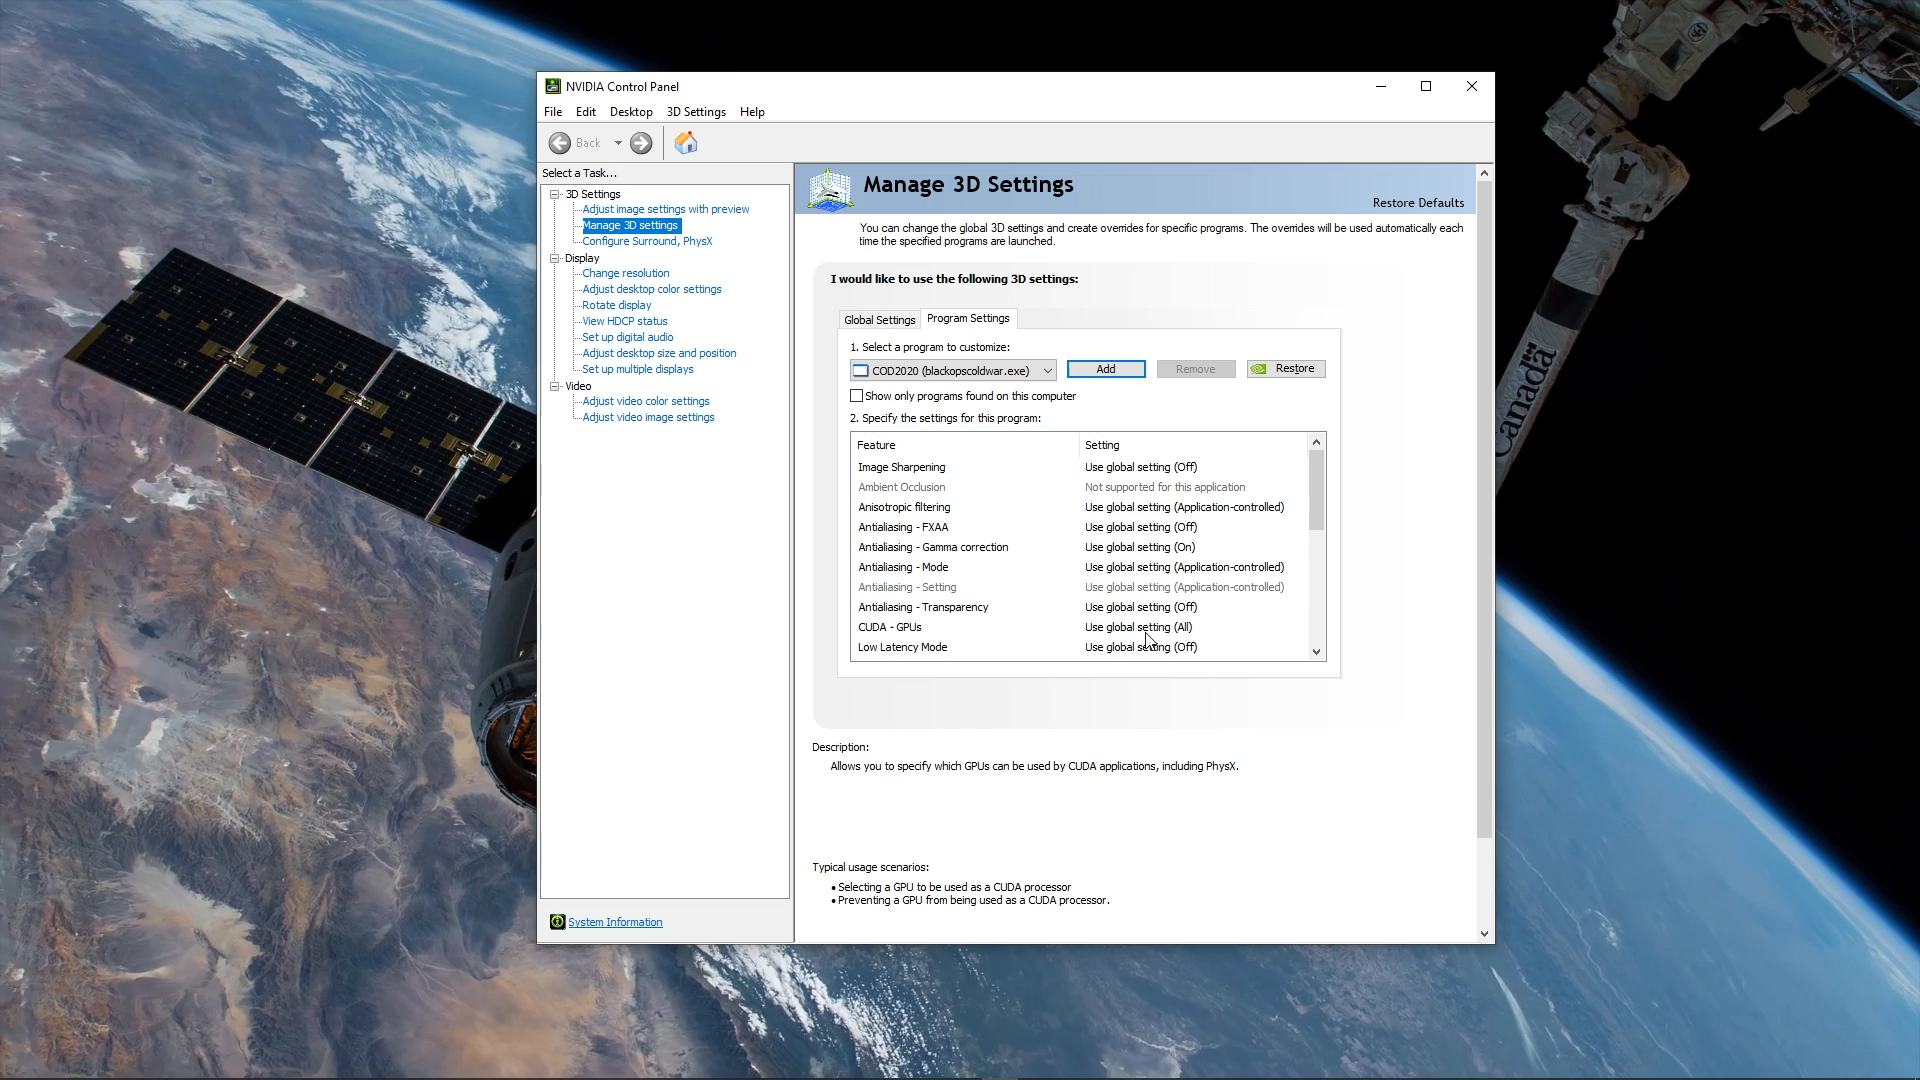 NVIDIA Control Panel
File Edit Desktop 3D Settings Help
Back
Select a Task...
3D Settings
Adjust image settings with preview
Manage 3D settings
Configure Surround, PhysX
Display
Change resolution
Adjust desktop color settings
Rotate display
View HDCP status
Set up digital audio
Adjust desktop size and position
Set up multiple displays
Video
Adjust video color settings
Adjust video image settings
System Information
Manage 3D Settings
Restore Defaults
You can change the global 3D settings and create overrides for specific programs. The overrides will be used automatically each
time the specified programs are launched.
I would like to use the following 3D settings:
Global Settings Program Settings
1. Select a program to customize:
COD2020 (blackopscoldwar.exe) Add Remove Restore
Show only programs found on this computer
2. Specify the settings for this program:
Feature Setting
Image Sharpening Use global setting (Off)
Ambient Occlusion Not supported for this application
Anisotropic filtering Use global setting (Application-controlled)
Antialiasing - FXAA Use global setting (Off)
Antialiasing - Gamma correction Use global setting (On)
Antialiasing - Mode Use global setting (Application-controlled)
Antialiasing - Setting Use global setting (Application-controlled)
Antialiasing - Transparency Use global setting (Off)
CUDA - GPUs Use global setting (All)
Low Latency Mode Use global setting (Off)
Description:
Allows you to specify which GPUs can be used by CUDA applications, including PhysX.
Typical usage scenarios:
• Selecting a GPU to be used as a CUDA processor
• Preventing a GPU from being used as a CUDA processor.
Canada